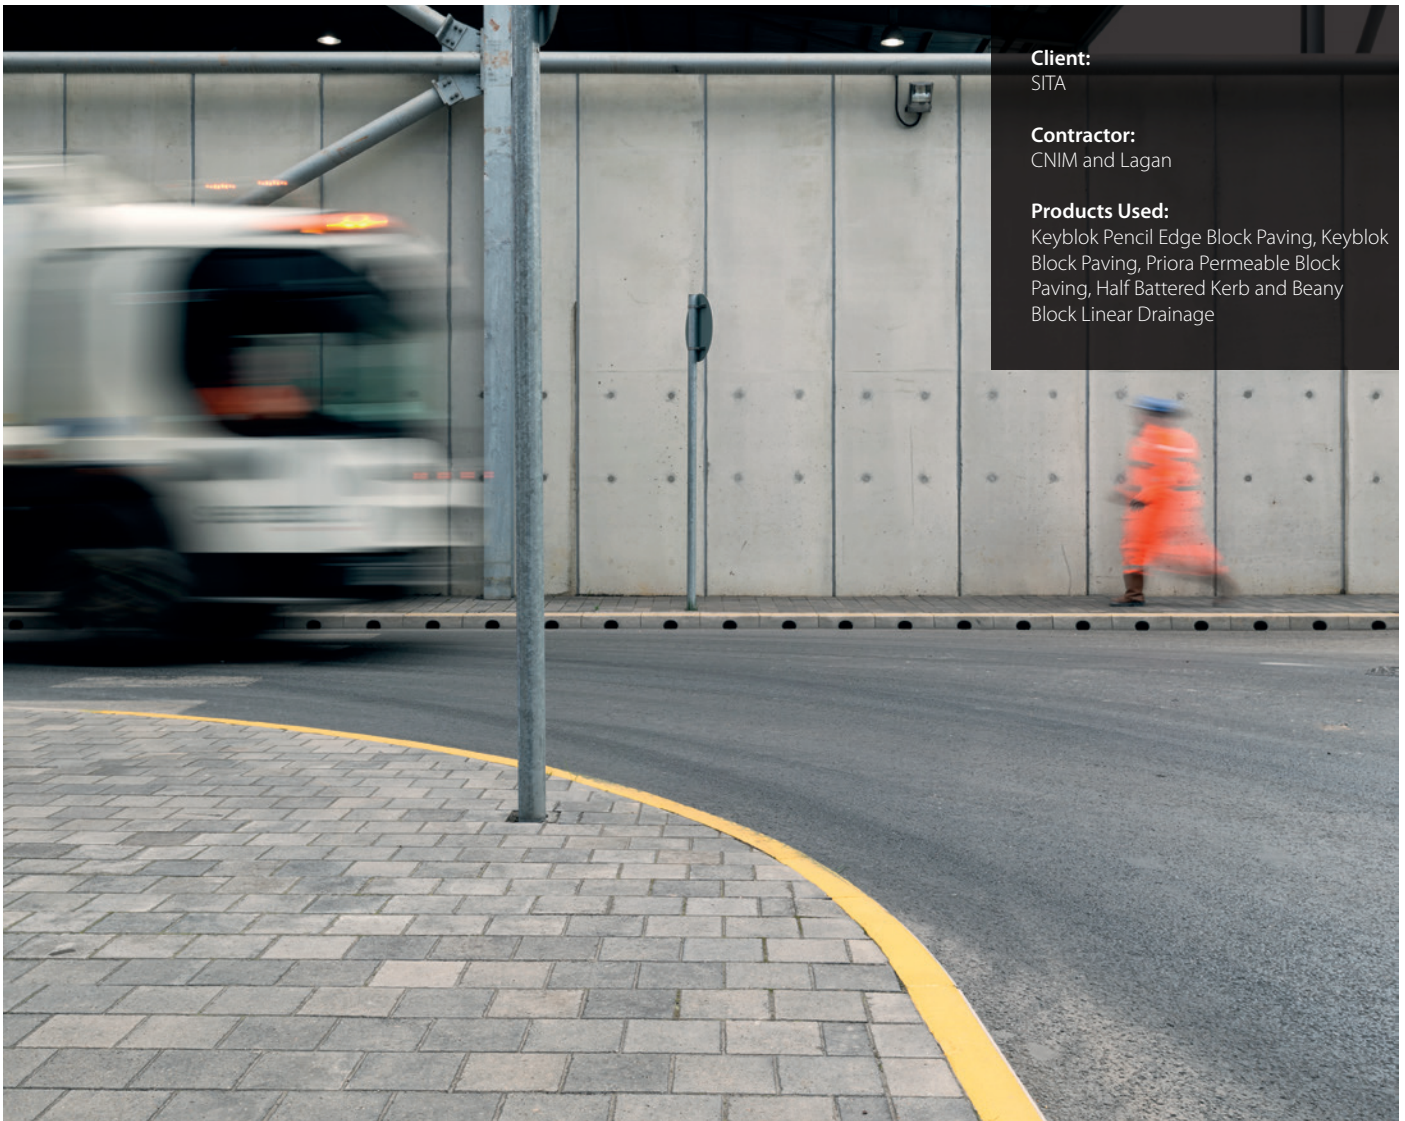 Client:
SITA
Contractor:
CNIM and Lagan
Products Used:
Keyblok Pencil Edge Block Paving, Keyblok
Block Paving, Priora Permeable Block
Paving, Half Battered Kerb and Beany
Block Linear Drainage